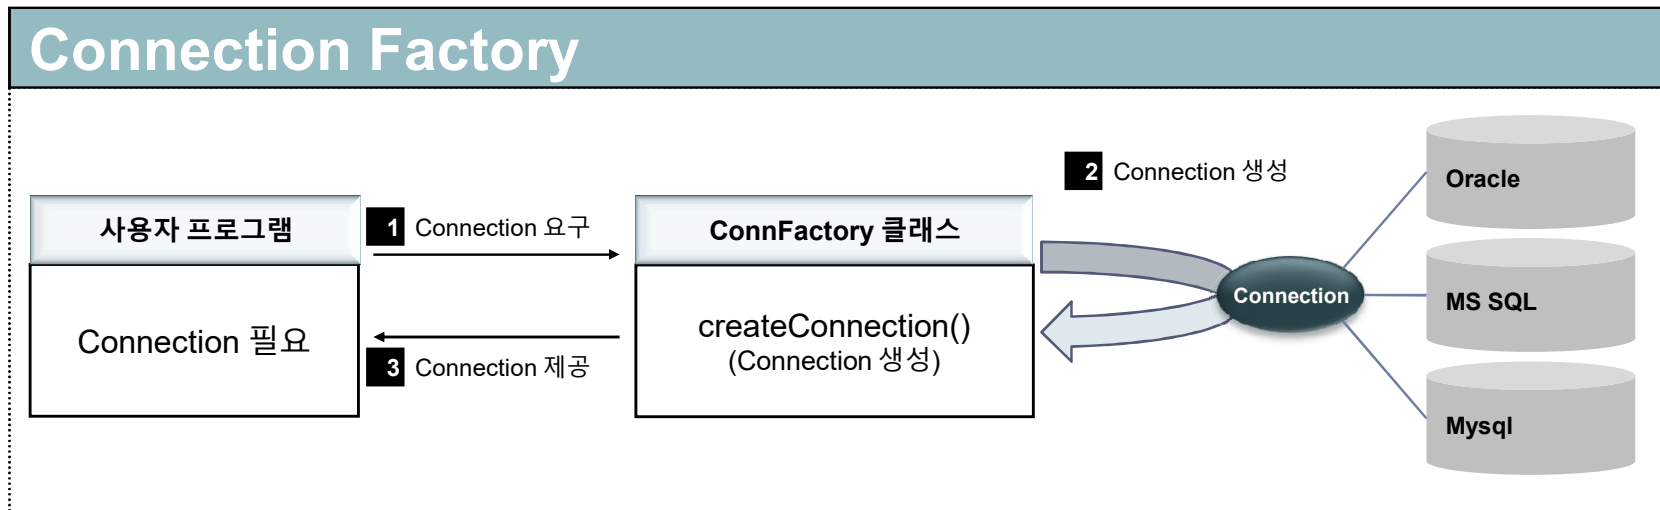 Connection Factory
사용자 프로그램
Connection 필요
1 Connection 요구
3 Connection 제공
ConnFactory 클래스
createConnection()
(Connection 생성)
2 Connection 생성
Connection
Oracle
MS SQL
Mysql